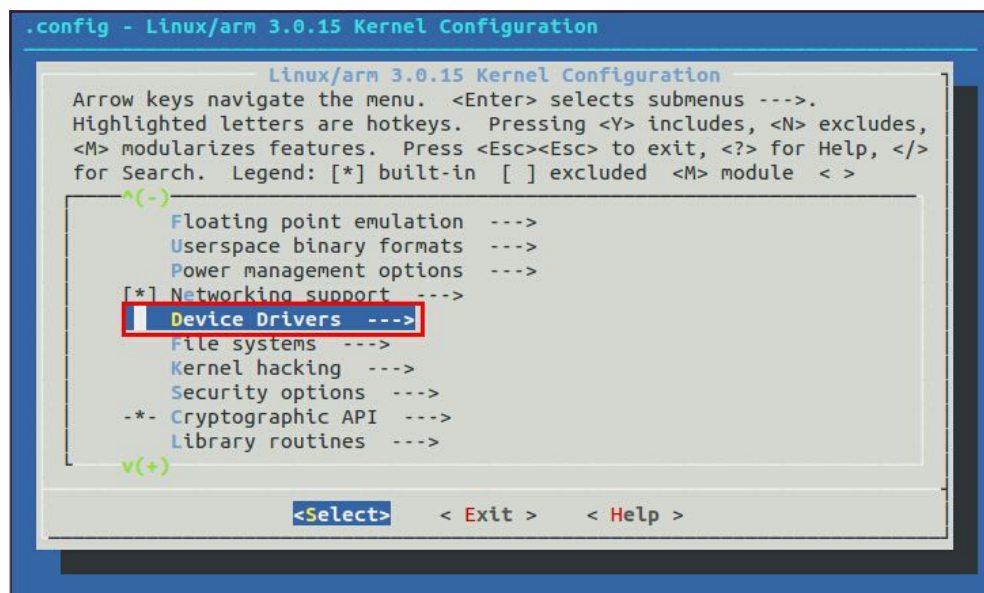 .config - Linux/arm 3.0.15 Kernel Configuration
Linux/arm 3.0.15 Kernel Configuration
Arrow keys navigate the menu.  <Enter> selects submenus --->.
Highlighted letters are hotkeys.  Pressing <Y> includes, <N> excludes,
<M> modularizes features.  Press <Esc><Esc> to exit, <?> for Help, </>
for Search.  Legend: [*] built-in  [ ] excluded  <M> module  < >
^(-)
Floating point emulation  --->
Userspace binary formats  --->
Power management options  --->
[*] Networking support  --->
Device Drivers  --->
File systems  --->
Kernel hacking  --->
Security options  --->
-*- Cryptographic API  --->
Library routines  --->
v(+)
<Select>    < Exit >    < Help >